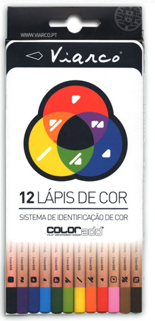 WWW.VIARCO.PT
Viarco
12 LÁPIS DE COR
SISTEMA DE IDENTIFICAÇÃO DE COR
COLORadd